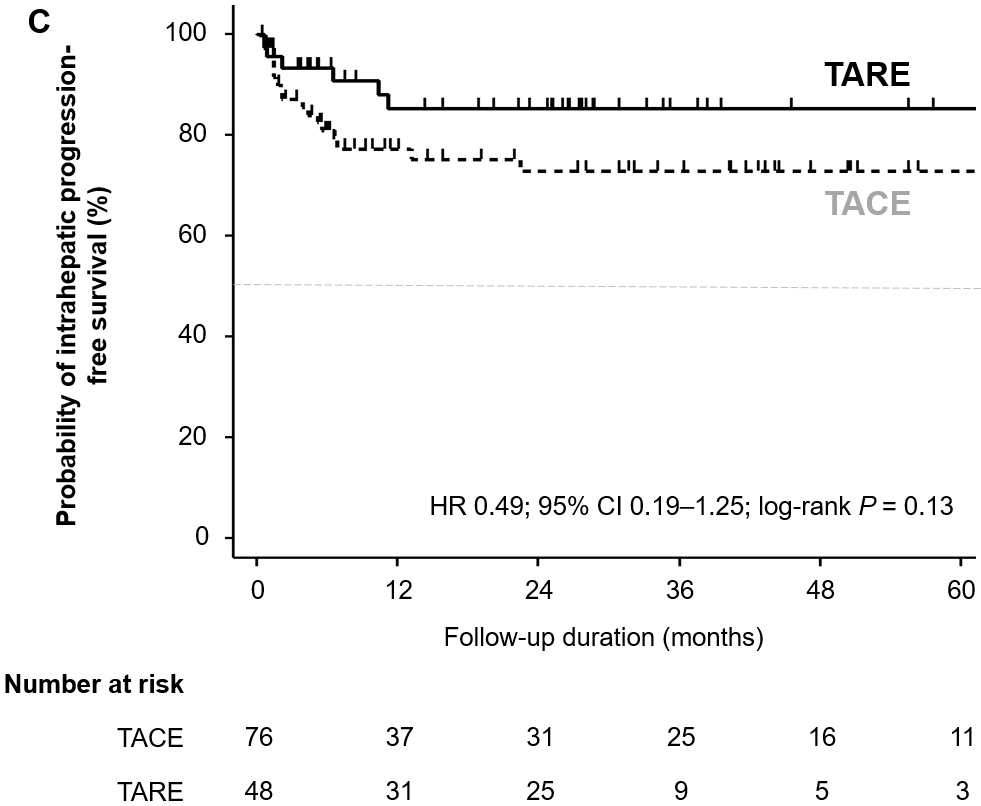 C
Probability of intrahepatic progression-
free survival (%)
100
80
60
40
20
0
TARE
TACE
HR 0.49; 95% CI 0.19–1.25; log-rank P = 0.13
0 12 24 36 48 60
Follow-up duration (months)
Number at risk
TACE 76 37 31 25 16 11
TARE 48 31 25 9 5 3